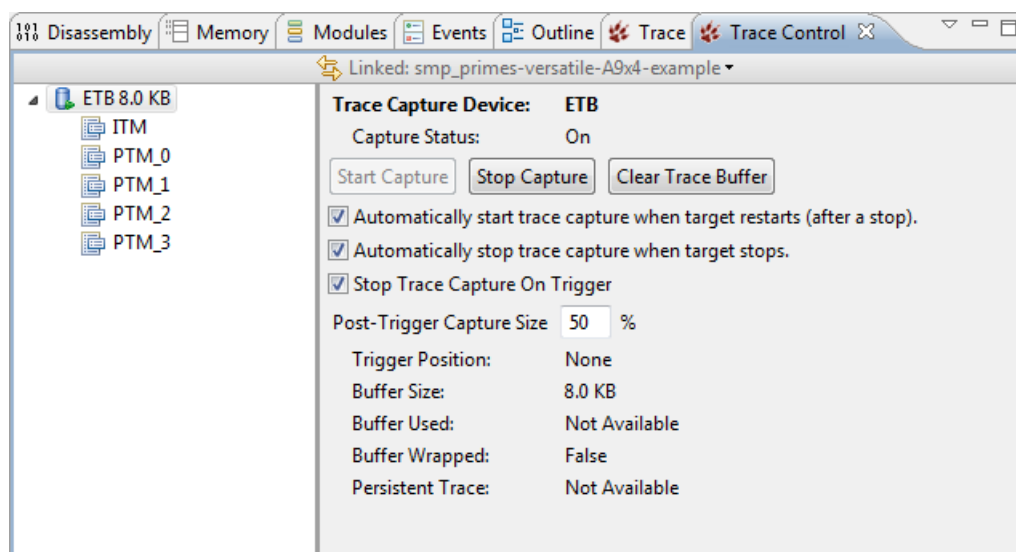 Disassembly Memory Modules Events Outline Trace Trace Control
Linked: smp_primes-versatile-A9x4-example
ETB 8.0 KB
ITM
PTM_0
PTM_1
PTM_2
PTM_3
Trace Capture Device: ETB
Capture Status: On
Start Capture Stop Capture Clear Trace Buffer
Automatically start trace capture when target restarts (after a stop).
Automatically stop trace capture when target stops.
Stop Trace Capture On Trigger
Post-Trigger Capture Size 50 %
Trigger Position: None
Buffer Size: 8.0 KB
Buffer Used: Not Available
Buffer Wrapped: False
Persistent Trace: Not Available